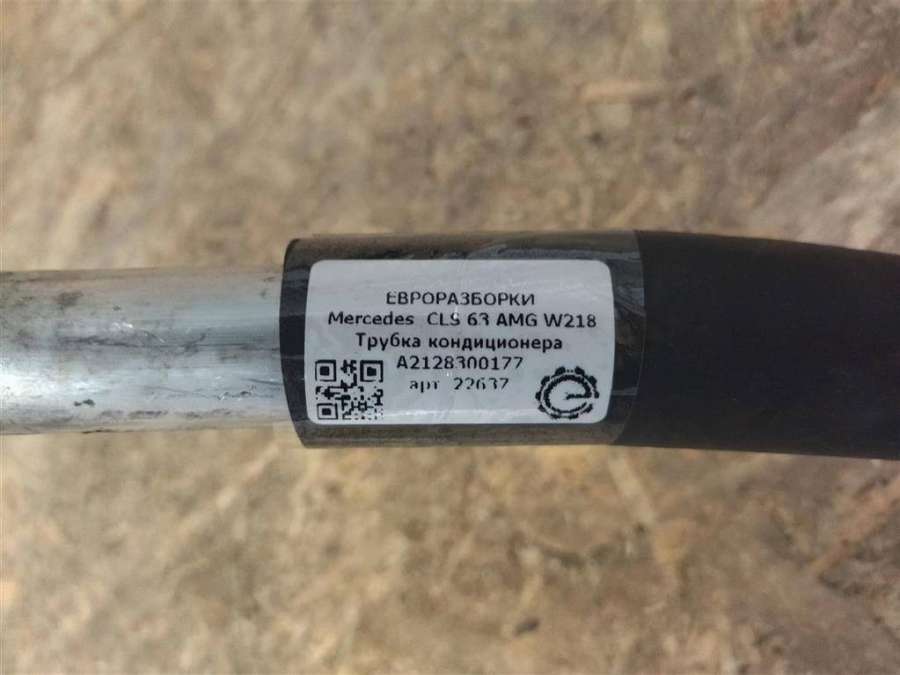 ЕВРОРАЗБОРКИ
Mercedes CLS 63 AMG W218
Трубка кондиционера
A2128300177
арт. 22637